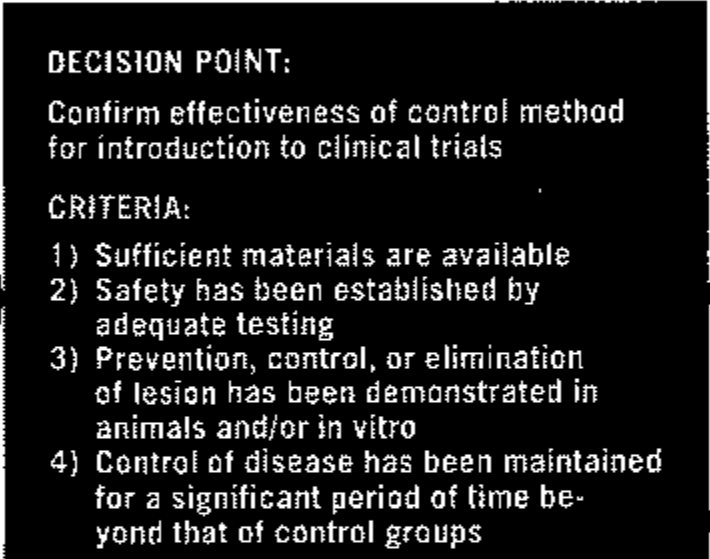 DECISION POINT:
Confirm effectiveness of control method
for introduction to clinical trials
CRITERIA:
1) Sufficient materials are available
2) Safety has been established by
adequate testing
3) Prevention, control, or elimination
of lesion has been demonstrated in
animals and/or in vitro
4) Control of disease has been maintained
for a significant period of time be-
yond that of control groups